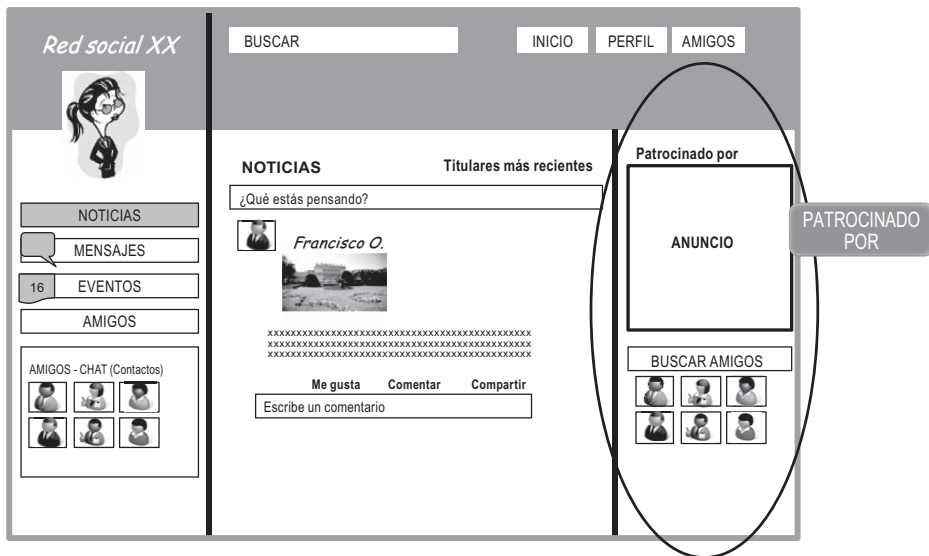 Red social XX
BUSCAR
INICIO
PERFIL
AMIGOS
NOTICIAS
MENSAJES
16
EVENTOS
AMIGOS
AMIGOS - CHAT (Contactos)
NOTICIAS
Titulares más recientes
¿Qué estás pensando?
Francisco O.
xxxxxxxxxxxxxxxxxxxxxxxxxxxxxxxxxxxxxxxxxxxxxx
xxxxxxxxxxxxxxxxxxxxxxxxxxxxxxxxxxxxxxxxxxxxxx
xxxxxxxxxxxxxxxxxxxxxxxxxxxxxxxxxxxxxxxxxxxxxx
Me gusta
Comentar
Compartir
Escribe un comentario
Patrocinado por
ANUNCIO
BUSCAR AMIGOS
PATROCINADO
POR